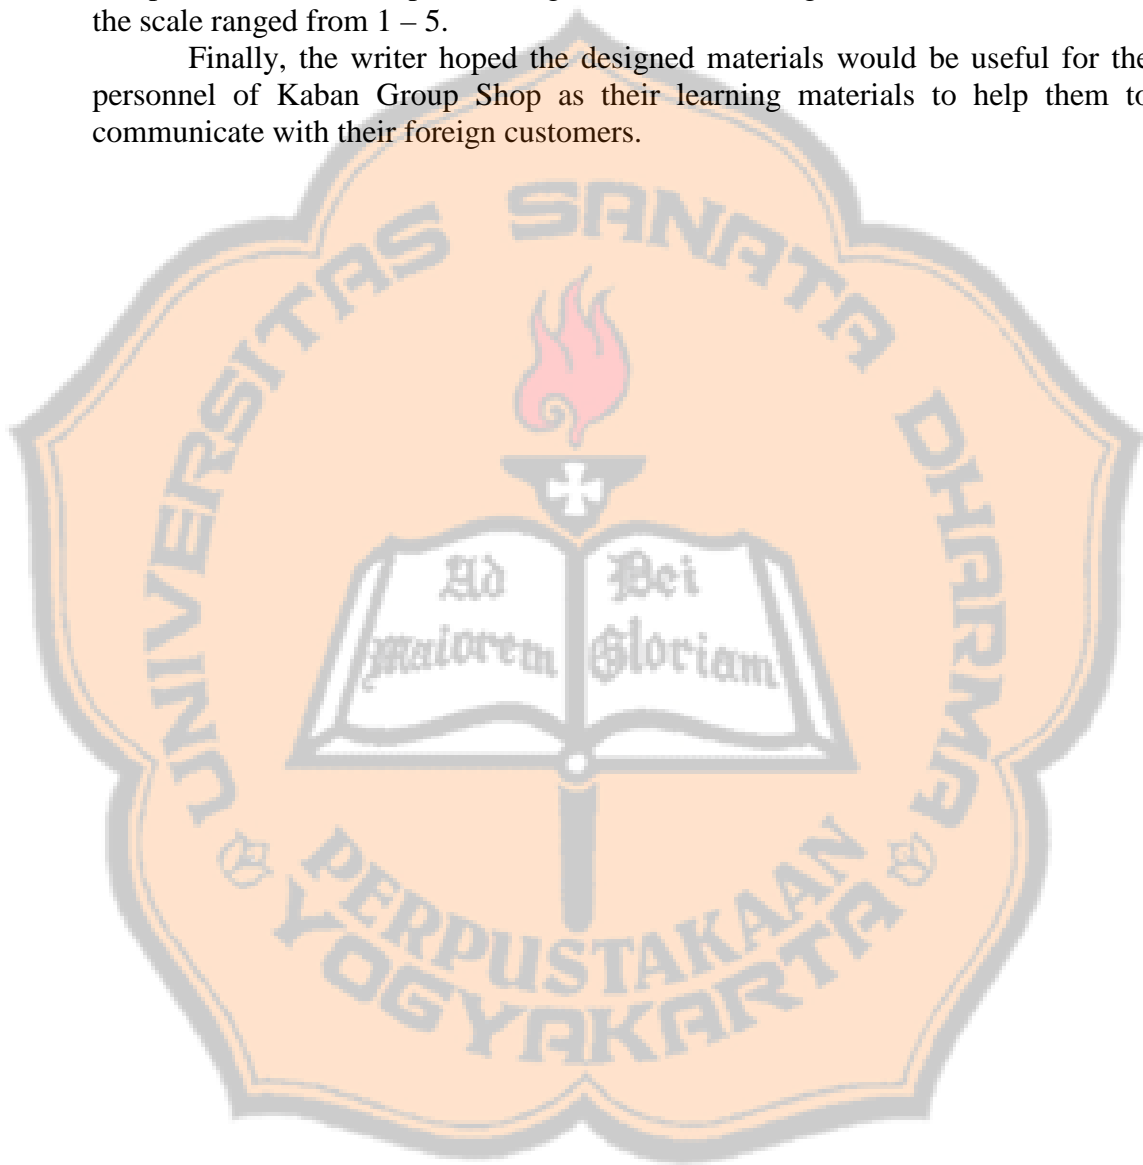 the scale ranged from 1 – 5.
Finally, the writer hoped the designed materials would be useful for the
personnel of Kaban Group Shop as their learning materials to help them to
communicate with their foreign customers.
UNIVERSITAS SANATA DHARMA
Ad
Dei
Maiorem
Gloriam
PERPUSTAKAAN
YOGYAKARTA